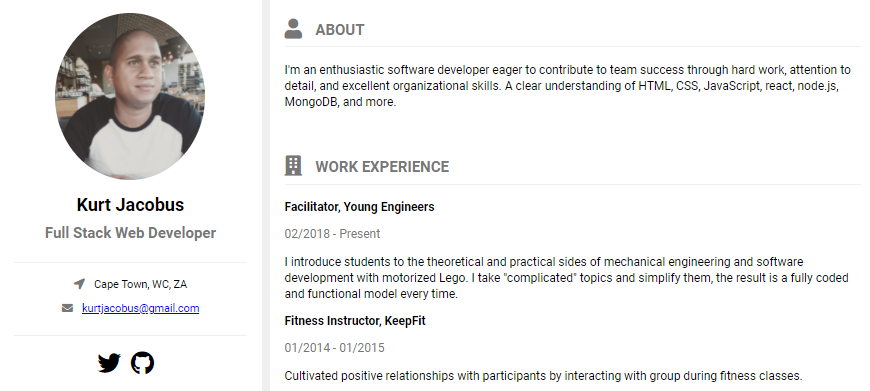 Kurt Jacobus
Full Stack Web Developer
Cape Town, WC, ZA
kurtjacobus@gmail.com
ABOUT
I'm an enthusiastic software developer eager to contribute to team success through hard work, attention to
detail, and excellent organizational skills. A clear understanding of HTML, CSS, JavaScript, react, node.js,
MongoDB, and more.
WORK EXPERIENCE
Facilitator, Young Engineers
02/2018 - Present
I introduce students to the theoretical and practical sides of mechanical engineering and software
development with motorized Lego. I take "complicated" topics and simplify them, the result is a fully coded
and functional model every time.
Fitness Instructor, KeepFit
01/2014 - 01/2015
Cultivated positive relationships with participants by interacting with group during fitness classes.